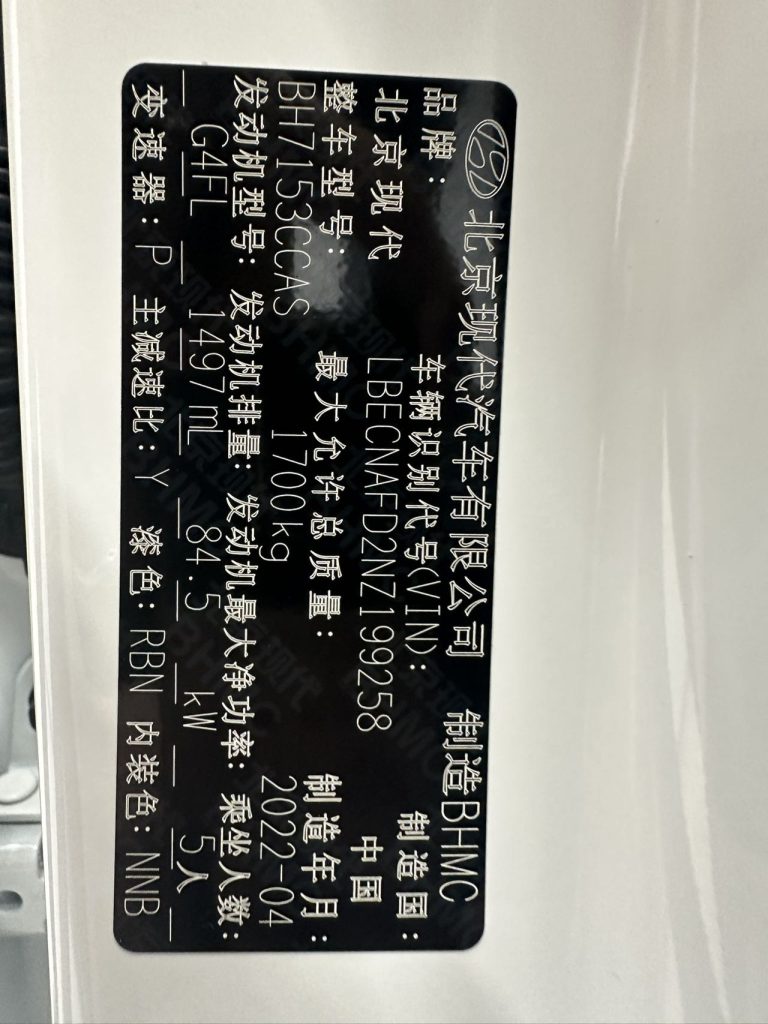 北京现代汽车有限公司 制造BHMC
品牌: 车辆识别代号(VIN): 制造国:
北京现代 LBECNAFD2NZ199258 中国
整车型号: 最大允许总质量: 制造年月:
BH7153CCAS 1700kg 2022-04
发动机型号: 发动机排量: 发动机最大净功率: 乘坐人数:
G4FL 1497mL 84.5 kW 5人
变速器: P 主减速比: Y 漆色: RBN 内装色: NNB